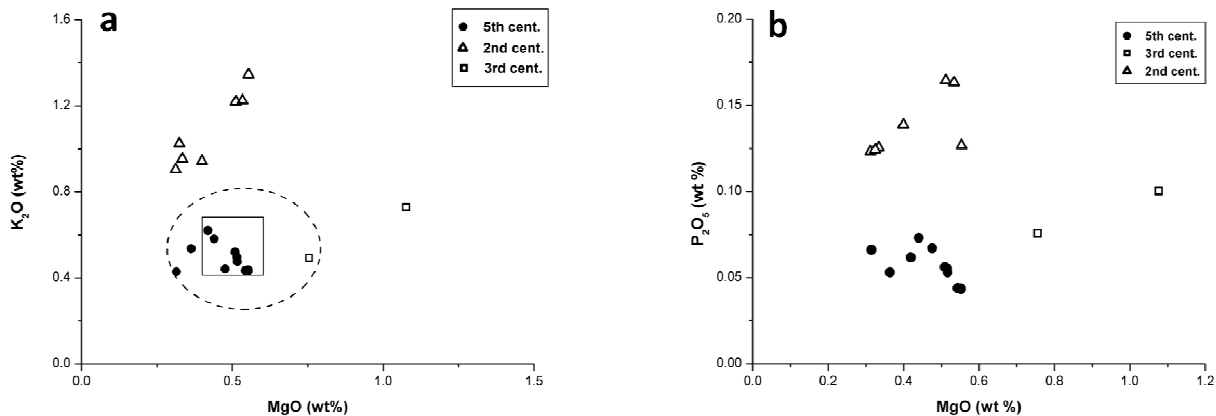 a
5th cent.
2nd cent.
3rd cent.
1.6
1.2
0.8
0.4
0.0
K2O (wt%)
0.0
0.5
1.0
1.5
MgO (wt%)
b
5th cent.
3rd cent.
2nd cent.
0.20
0.15
0.10
0.05
0.00
P2O5 (wt %)
0.0
0.2
0.4
0.6
0.8
1.0
1.2
MgO (wt %)